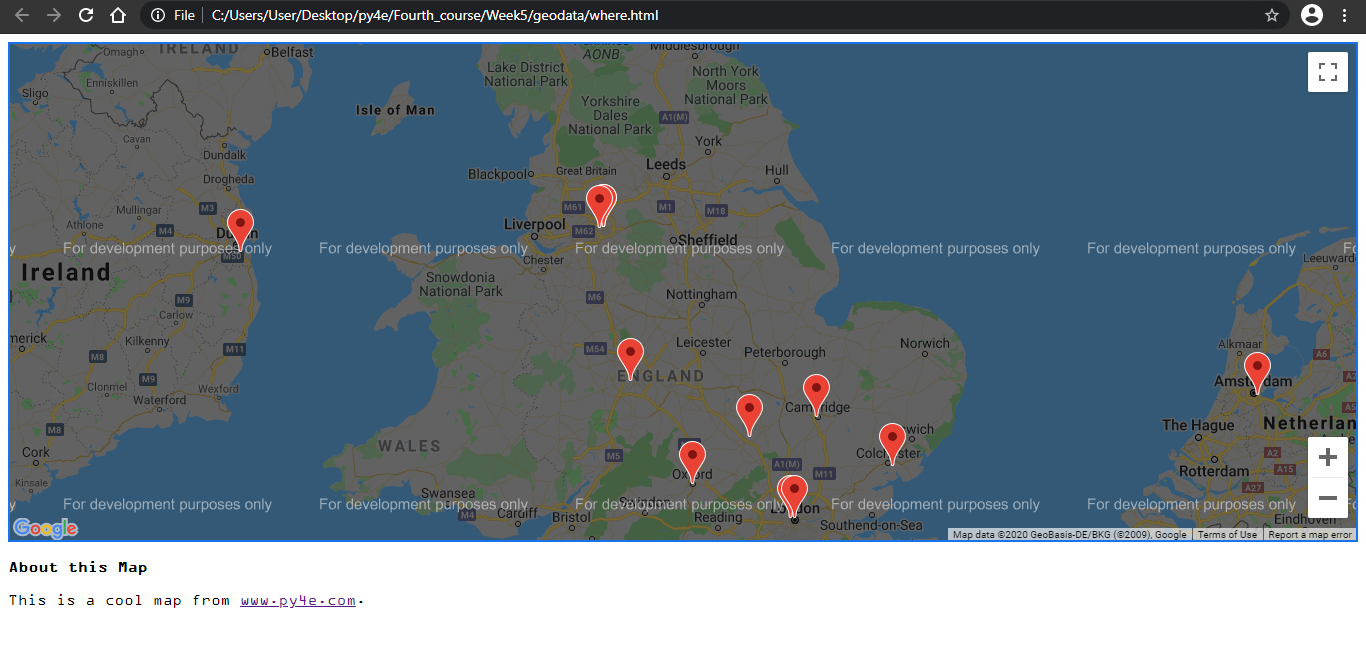 File C:/Users/User/Desktop/py4e/Fourth_course/Week5/geodata/where.html
Omagh IRELAND Belfast
AONB
Middlesbrough
Lake District
National Park
North York
Moors
National Park
Enniskillen
Sligo
Isle of Man
Yorkshire
Dales
National Park
A1(M)
Cavan
York
Dundalk
Leeds
Blackpool
Great Britain
Hull
Drogheda
Mullingar
M3
M61
M1
M18
Athlone
M4
Liverpool
M62
Sheffield
For development purposes only
For development purposes only
For development purposes only
For development purposes only
For development purposes only
M50
Chester
Leeuwarde
Ireland
Snowdonia
National Park
M6
Nottingham
M9
Carlow
merick
Kilkenny
M11
M54
Leicester
Peterborough
Norwich
Alkmaar
A6
M8
ENGLAND
Clonmel
M9
Wexford
Amsterdam
Waterford
Cambridge
M8
WALES
The Hague
Netherlan
Cork
M5
Oxford
A1(M)
M11
Colchester
wich
A2
A15
Rotterdam
Kinsale
A27
Swansea
For development purposes only
For development purposes only
For development purposes only
For development purposes only
For development purposes only
M4
Cardiff
Bristol
Swindon
Reading
London
Southend-on-Sea
Eindhoven
Google
Map data ©2020 GeoBasis-DE/BKG (©2009), Google Terms of Use Report a map error
About this Map
This is a cool map from www.py4e.com.